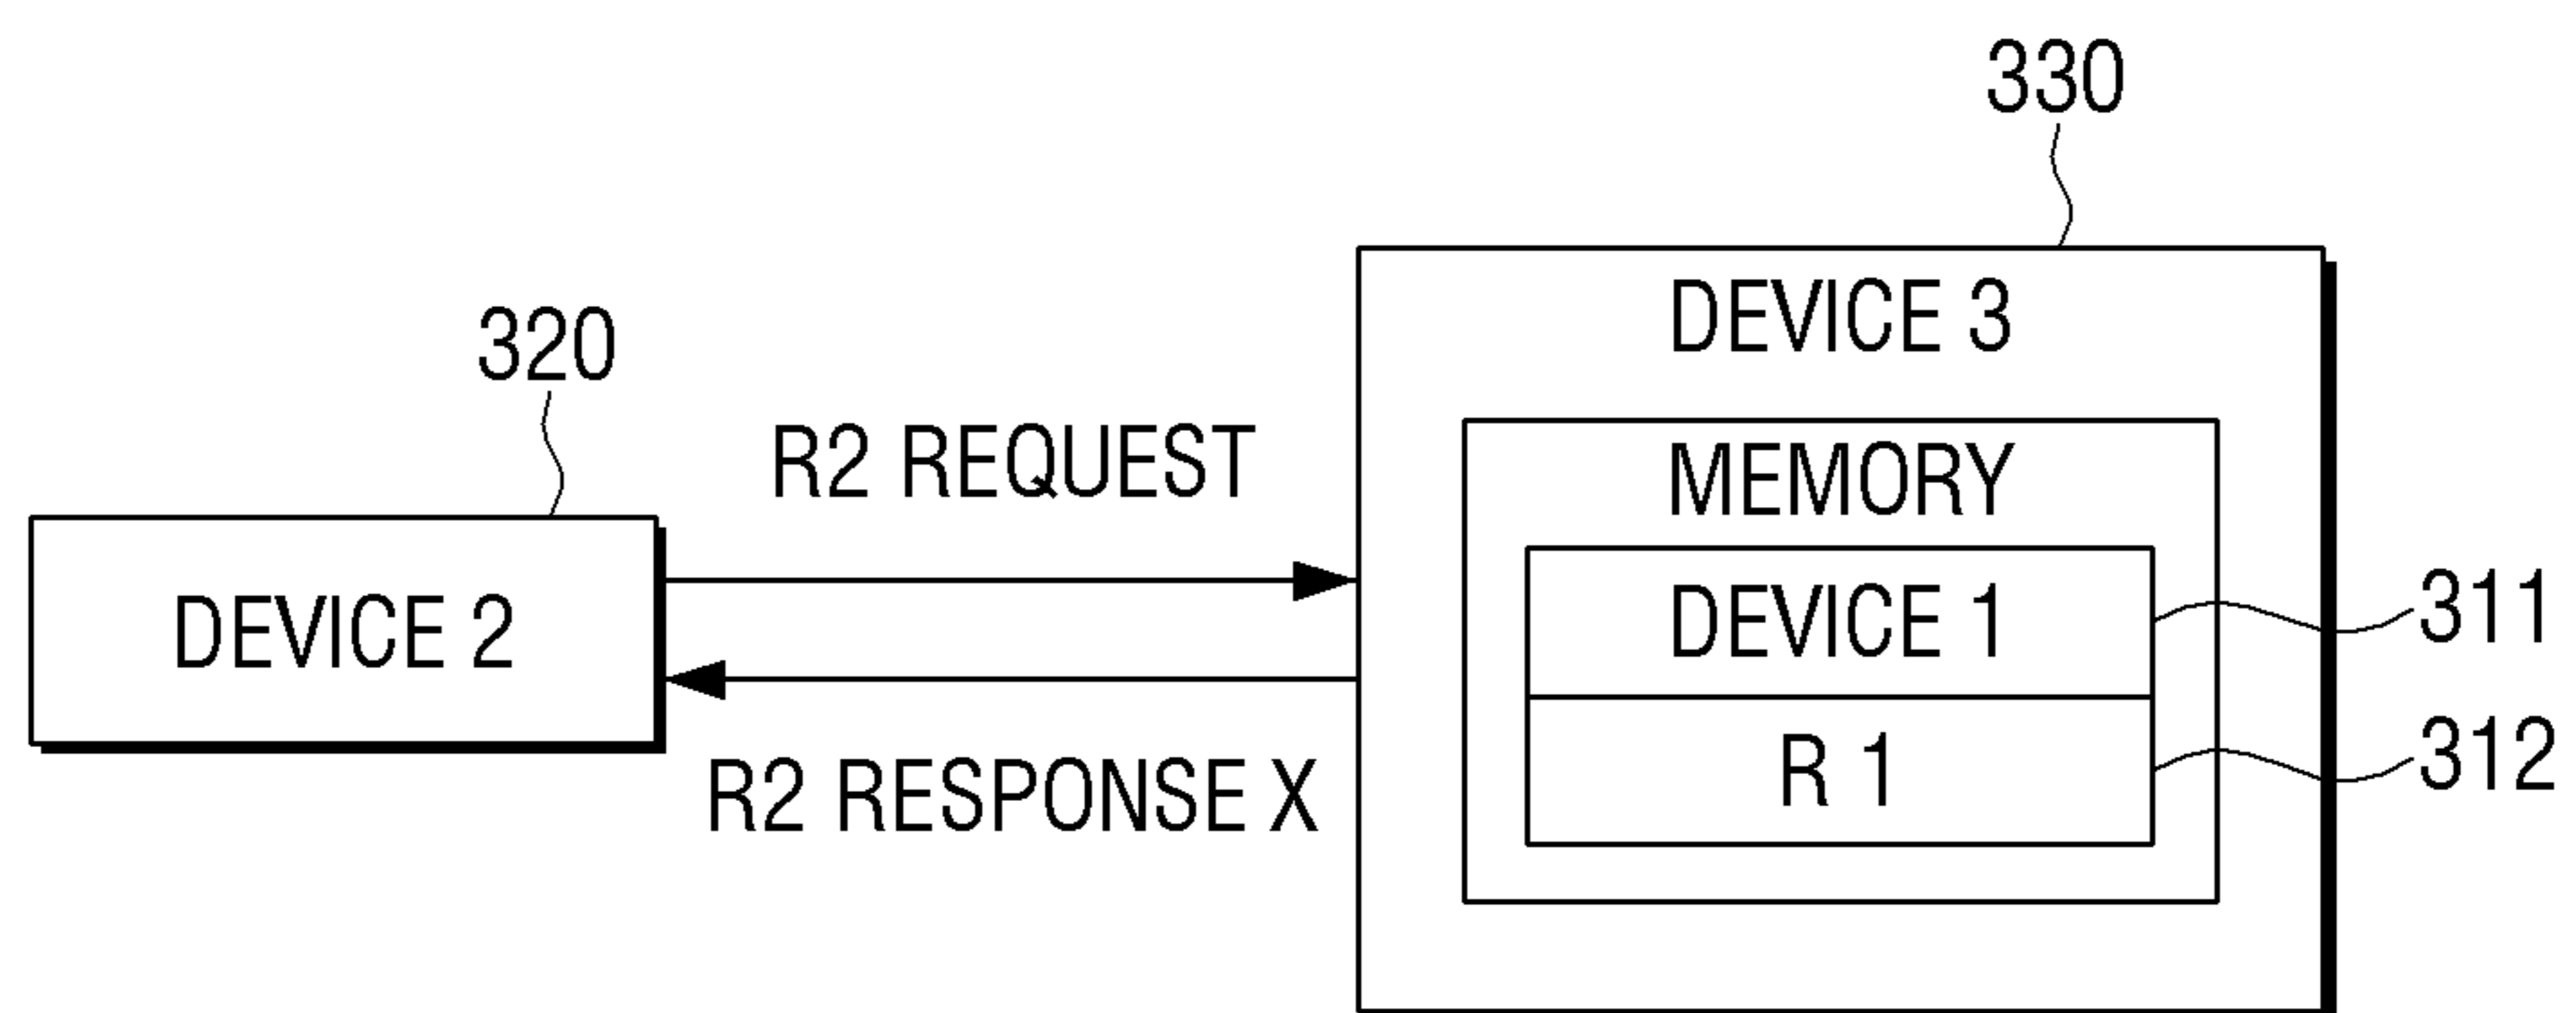 330
DEVICE 3
320
R2 REQUEST
MEMORY
DEVICE 2
DEVICE 1
311
R2 RESPONSE X
R 1
312